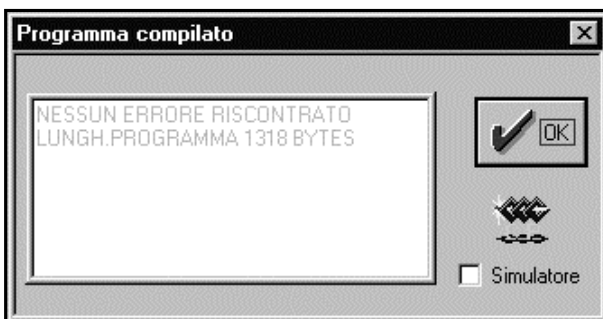 Programma compilato
NESSUN ERRORE RISCONTRATO
LUNGH.PROGRAMMA 1318 BYTES
OK
Simulatore